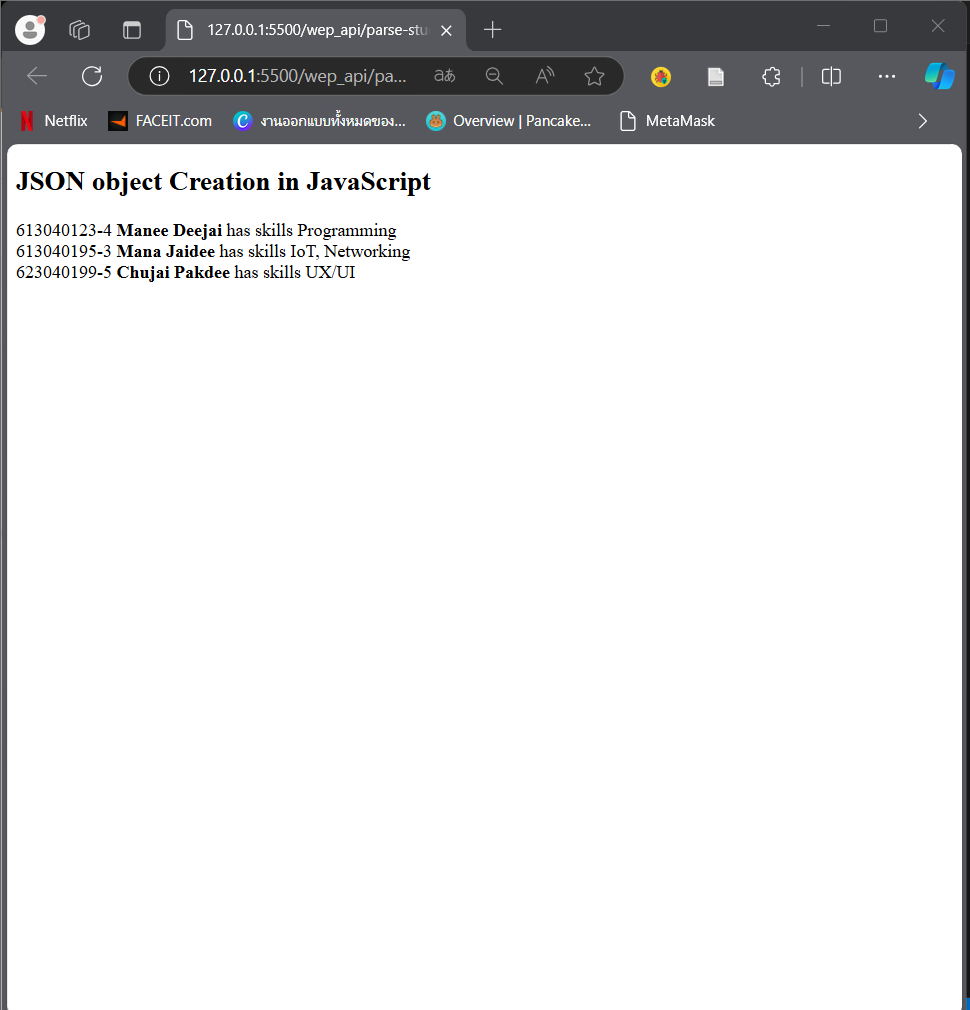 127.0.0.1:5500/wep_api/parse-stu
127.0.0.1:5500/wep_api/pa...
Netflix
FACEIT.com
งานออกแบบทั้งหมดของ...
Overview | Pancake...
MetaMask
JSON object Creation in JavaScript
613040123-4 Manee Deejai has skills Programming
613040195-3 Mana Jaidee has skills IoT, Networking
623040199-5 Chujai Pakdee has skills UX/UI